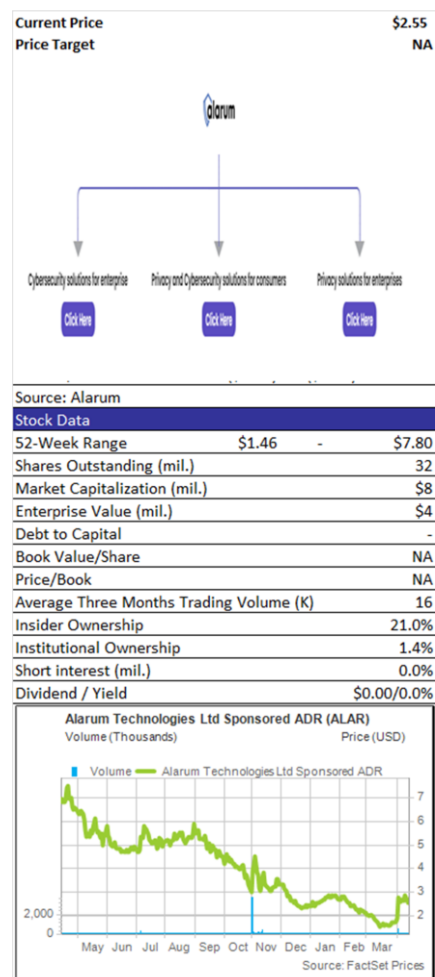 Current Price $2.55
Price Target NA
alarum
Cybersecurity solutions for enterprise Privacy and Cybersecurity solutions for consumers Privacy solutions for enterprises
Click Here Click Here Click Here
Source: Alarum
Stock Data
52-Week Range $1.46 - $7.80
Shares Outstanding (mil.) 32
Market Capitalization (mil.) $8
Enterprise Value (mil.) $4
Debt to Capital -
Book Value/Share NA
Price/Book NA
Average Three Months Trading Volume (K) 16
Insider Ownership 21.0%
Institutional Ownership 1.4%
Short interest (mil.) 0.0%
Dividend / Yield $0.00/0.0%
Alarum Technologies Ltd Sponsored ADR (ALAR)
Volume (Thousands) Price (USD)
Volume Alarum Technologies Ltd Sponsored ADR
7
6
5
4
3
2,000 2
0
May Jun Jul Aug Sep Oct Nov Dec Jan Feb Mar
Source: FactSet Prices